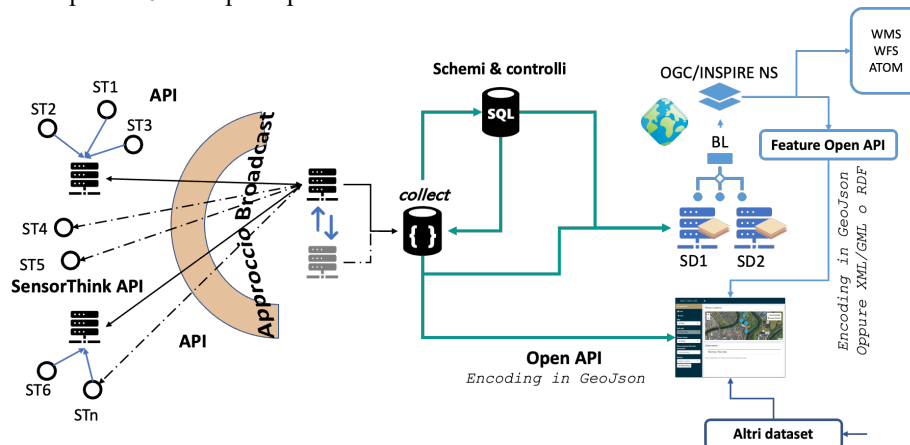 WMS
WFS
ATOM
Schemi & controlli
OGC/INSPIRE NS
ST1
API
ST2
ST3
SQL
BL
Feature Open API
Approccio Broadcast
collect
{ }
ST4
ST5
SD1
SD2
SensorThink API
Encoding in GeoJson
Oppure XML/GML o RDF
API
Open API
Encoding in GeoJson
ST6
STn
Altri dataset